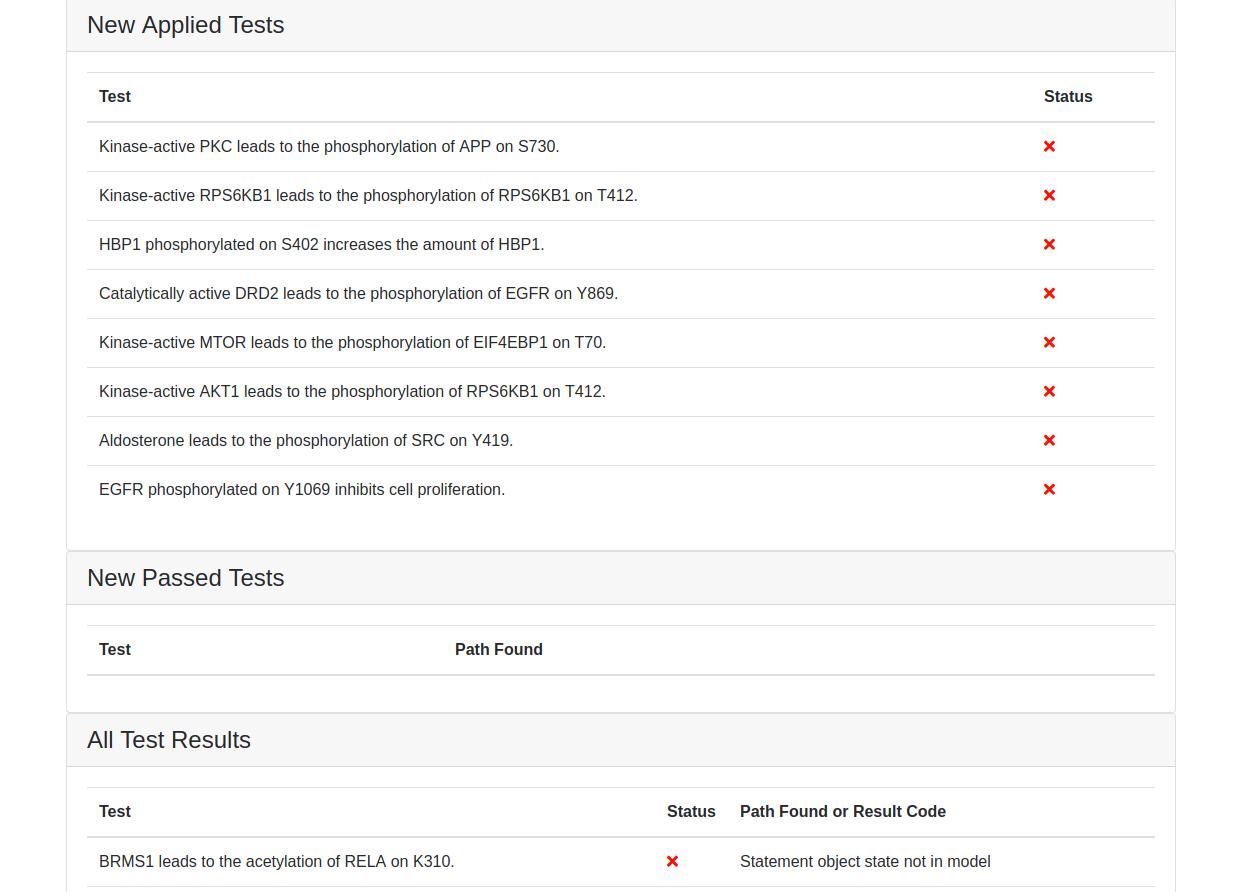 New Applied Tests
Test Status
Kinase-active PKC leads to the phosphorylation of APP on S730.
Kinase-active RPS6KB1 leads to the phosphorylation of RPS6KB1 on T412.
HBP1 phosphorylated on S402 increases the amount of HBP1.
Catalytically active DRD2 leads to the phosphorylation of EGFR on Y869.
Kinase-active MTOR leads to the phosphorylation of EIF4EBP1 on T70.
Kinase-active AKT1 leads to the phosphorylation of RPS6KB1 on T412.
Aldosterone leads to the phosphorylation of SRC on Y419.
EGFR phosphorylated on Y1069 inhibits cell proliferation.
New Passed Tests
Test Path Found
All Test Results
Test Status Path Found or Result Code
BRMS1 leads to the acetylation of RELA on K310. Statement object state not in model